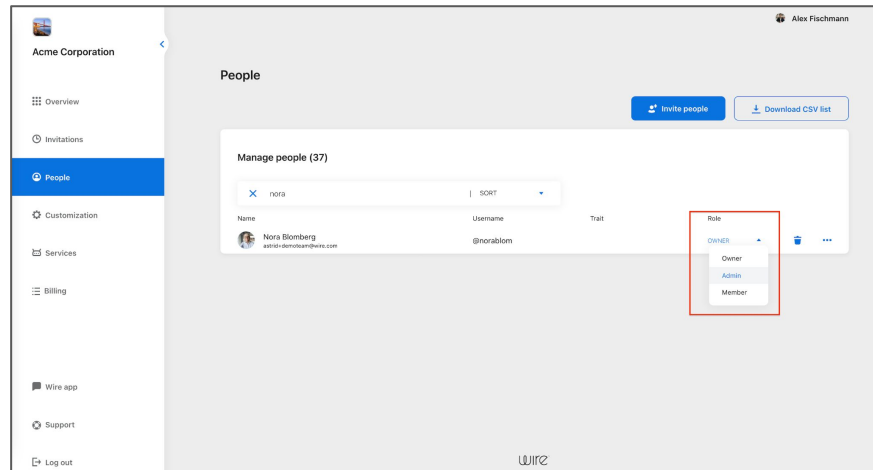 Alex Fischmann
Acme Corporation
People
Overview
Invite people
Download CSV list
Invitations
Manage people (37)
People
nora
| SORT
Customization
Name
Username
Trait
Role
Nora Blomberg
astrid+demoteam@wire.com
@norablom
OWNER
Services
Owner
Admin
Billing
Member
Wire app
Support
Log out
wire